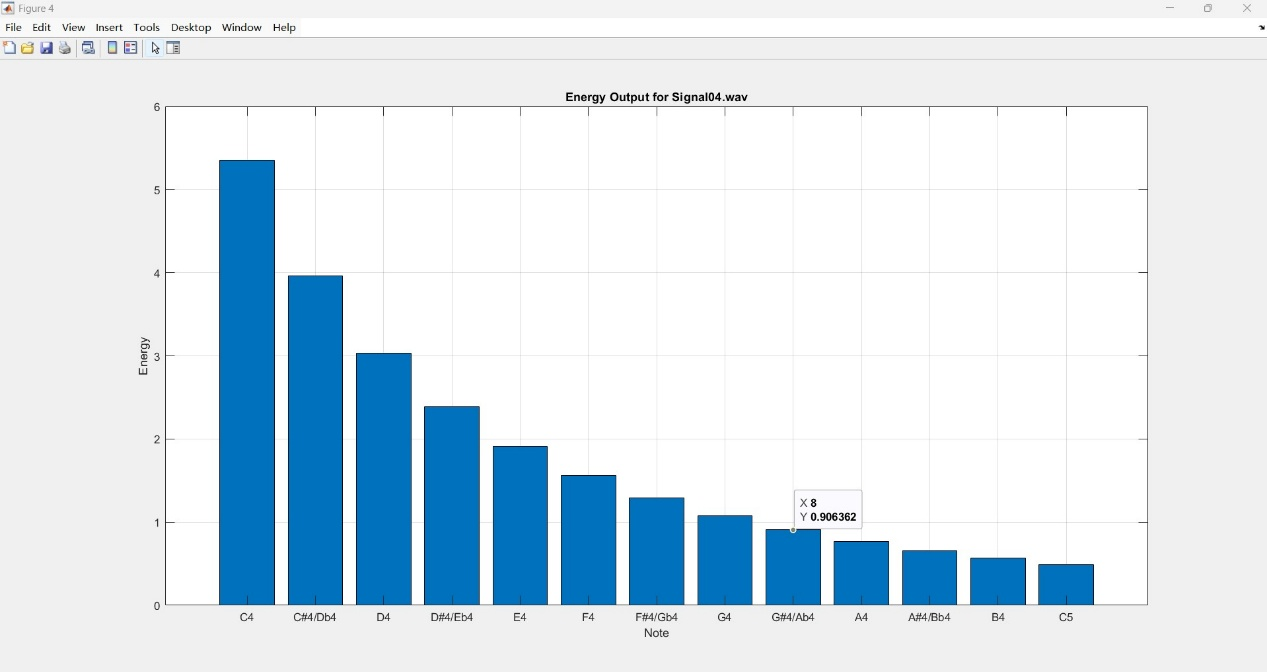 Figure 4
File Edit View Insert Tools Desktop Window Help
Energy Output for Signal04.wav
6
5
4
3
2
1
0
Energy
X 8
Y 0.906362
C4 C#4/Db4 D4 D#4/Eb4 E4 F4 F#4/Gb4 G4 G#4/Ab4 A4 A#4/Bb4 B4 C5
Note